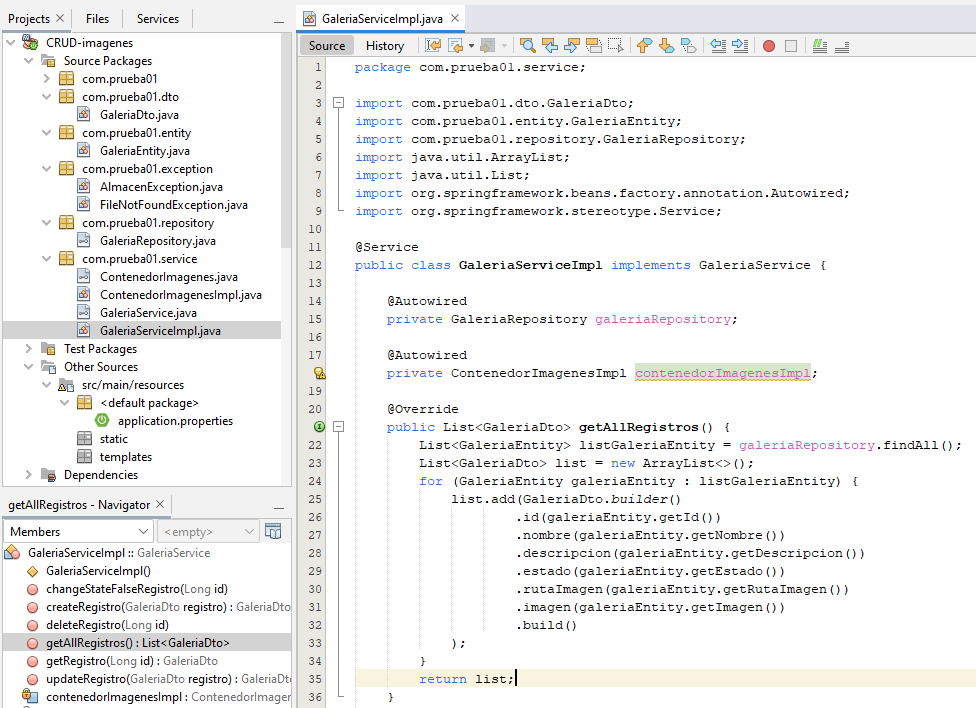 Projects
Files
Services
CRUD-imagenes
Source Packages
com.prueba01
com.prueba01.dto
GaleriaDto.java
com.prueba01.entity
GaleriaEntity.java
com.prueba01.exception
AlmacenException.java
FileNotFoundException.java
com.prueba01.repository
GaleriaRepository.java
com.prueba01.service
ContenedorImagenes.java
ContenedorImagenesImpl.java
GaleriaService.java
GaleriaServiceImpl.java
Test Packages
Other Sources
src/main/resources
<default package>
application.properties
static
templates
Dependencies
getAllRegistros - Navigator
Members
<empty>
GaleriaServiceImpl :: GaleriaService
GaleriaServiceImpl()
changeStateFalseRegistro(Long id)
createRegistro(GaleriaDto registro) : GaleriaDto
deleteRegistro(Long id)
getAllRegistros() : List<GaleriaDto>
getRegistro(Long id) : GaleriaDto
updateRegistro(GaleriaDto registro) : GaleriaDto
contenedorImagenesImpl : ContenedorImagen
GaleriaServiceImpl.java
Source
History
1 package com.prueba01.service;
2
3 import com.prueba01.dto.GaleriaDto;
4 import com.prueba01.entity.GaleriaEntity;
5 import com.prueba01.repository.GaleriaRepository;
6 import java.util.ArrayList;
7 import java.util.List;
8 import org.springframework.beans.factory.annotation.Autowired;
9 import org.springframework.stereotype.Service;
10
11 @Service
12 public class GaleriaServiceImpl implements GaleriaService {
13
14 @Autowired
15 private GaleriaRepository galeriaRepository;
16
17 @Autowired
private ContenedorImagenesImpl contenedorImagenesImpl;
19
20 @Override
public List<GaleriaDto> getAllRegistros() {
22 List<GaleriaEntity> listGaleriaEntity = galeriaRepository.findAll();
23 List<GaleriaDto> list = new ArrayList<>();
24 for (GaleriaEntity galeriaEntity : listGaleriaEntity) {
25 list.add(GaleriaDto.builder()
26 .id(galeriaEntity.getId())
27 .nombre(galeriaEntity.getNombre())
28 .descripcion(galeriaEntity.getDescripcion())
29 .estado(galeriaEntity.getEstado())
30 .rutaImagen(galeriaEntity.getRutaImagen())
31 .imagen(galeriaEntity.getImagen())
32 .build()
33 );
34 }
35 return list;
36 }